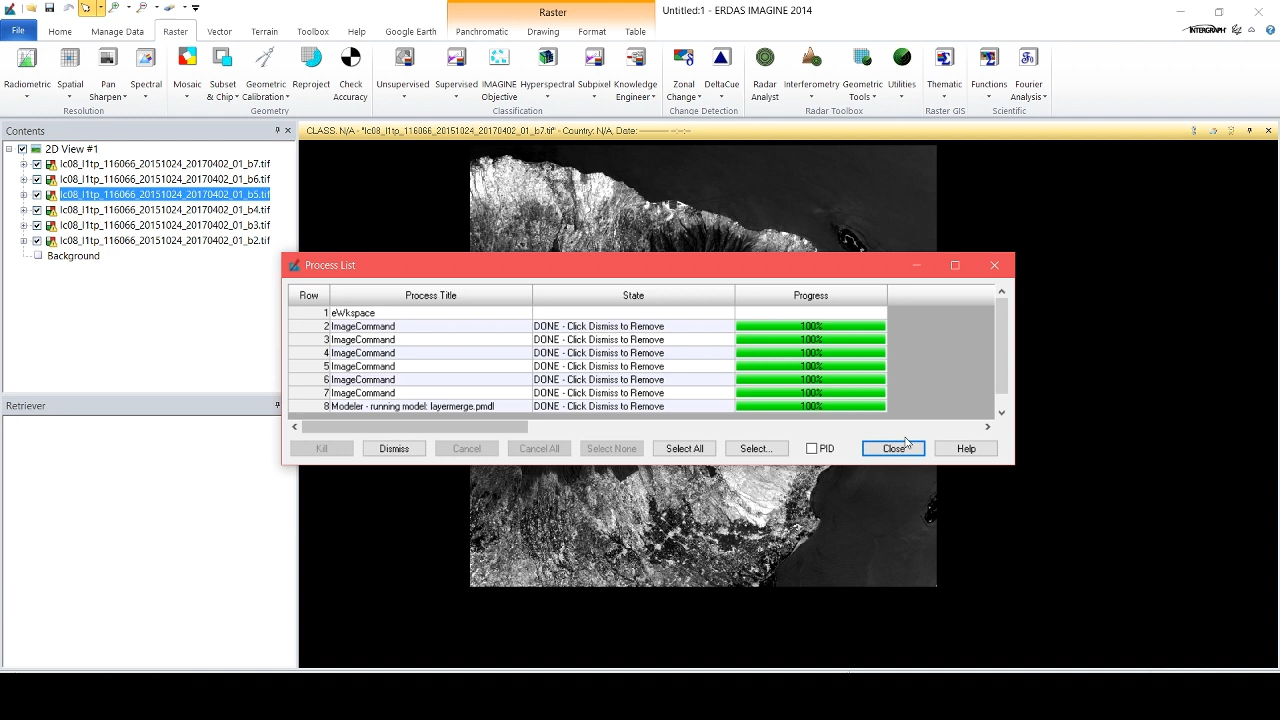 Raster
Untitled:1 - ERDAS IMAGINE 2014
File Home Manage Data Raster Vector Terrain Toolbox Help Google Earth Panchromatic Drawing Format Table
INTERGRAPH
Radiometric Spatial Pan Sharpen Spectral
Resolution
Mosaic Subset & Chip Geometric Calibration Reproject Check Accuracy
Geometry
Unsupervised Supervised IMAGINE Objective Hyperspectral Subpixel Knowledge Engineer
Classification
Zonal Change DeltaCue
Change Detection
Radar Analyst Interferometry Geometric Tools Utilities
Radar Toolbox
Thematic
Raster GIS
Functions Fourier Analysis
Scientific
Contents
CLASS. N/A - "lc08_l1tp_116066_20151024_20170402_01_b7.tif" - Country: N/A, Date: ---------- --:--:--
2D View #1
lc08_l1tp_116066_20151024_20170402_01_b7.tif
lc08_l1tp_116066_20151024_20170402_01_b6.tif
lc08_l1tp_116066_20151024_20170402_01_b5.tif
lc08_l1tp_116066_20151024_20170402_01_b4.tif
lc08_l1tp_116066_20151024_20170402_01_b3.tif
lc08_l1tp_116066_20151024_20170402_01_b2.tif
Background
Retriever
Process List
Row Process Title State Progress
1 eWkspace
2 ImageCommand DONE - Click Dismiss to Remove 100%
3 ImageCommand DONE - Click Dismiss to Remove 100%
4 ImageCommand DONE - Click Dismiss to Remove 100%
5 ImageCommand DONE - Click Dismiss to Remove 100%
6 ImageCommand DONE - Click Dismiss to Remove 100%
7 ImageCommand DONE - Click Dismiss to Remove 100%
8 Modeler - running model: layermerge.pmdl DONE - Click Dismiss to Remove 100%
Kill Dismiss Cancel Cancel All Select None Select All Select... PID Close Help